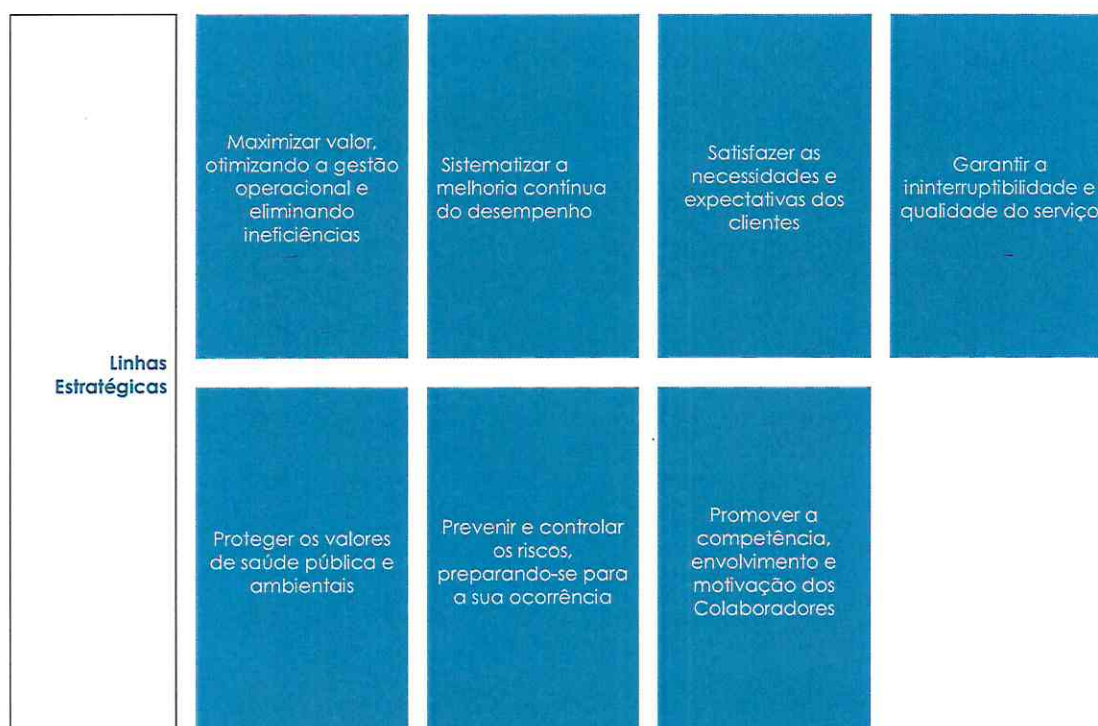 Linhas
Estratégicas
Maximizar valor,
otimizando a gestão
operacional e
eliminando
ineficiências
Sistematizar a
melhoria contínua
do desempenho
Satisfazer as
necessidades e
expectativas dos
clientes
Garantir a
ininterruptibilidade e
qualidade do serviço
Proteger os valores
de saúde pública e
ambientais
Prevenir e controlar
os riscos,
preparando-se para
a sua ocorrência
Promover a
competência,
envolvimento e
motivação dos
Colaboradores